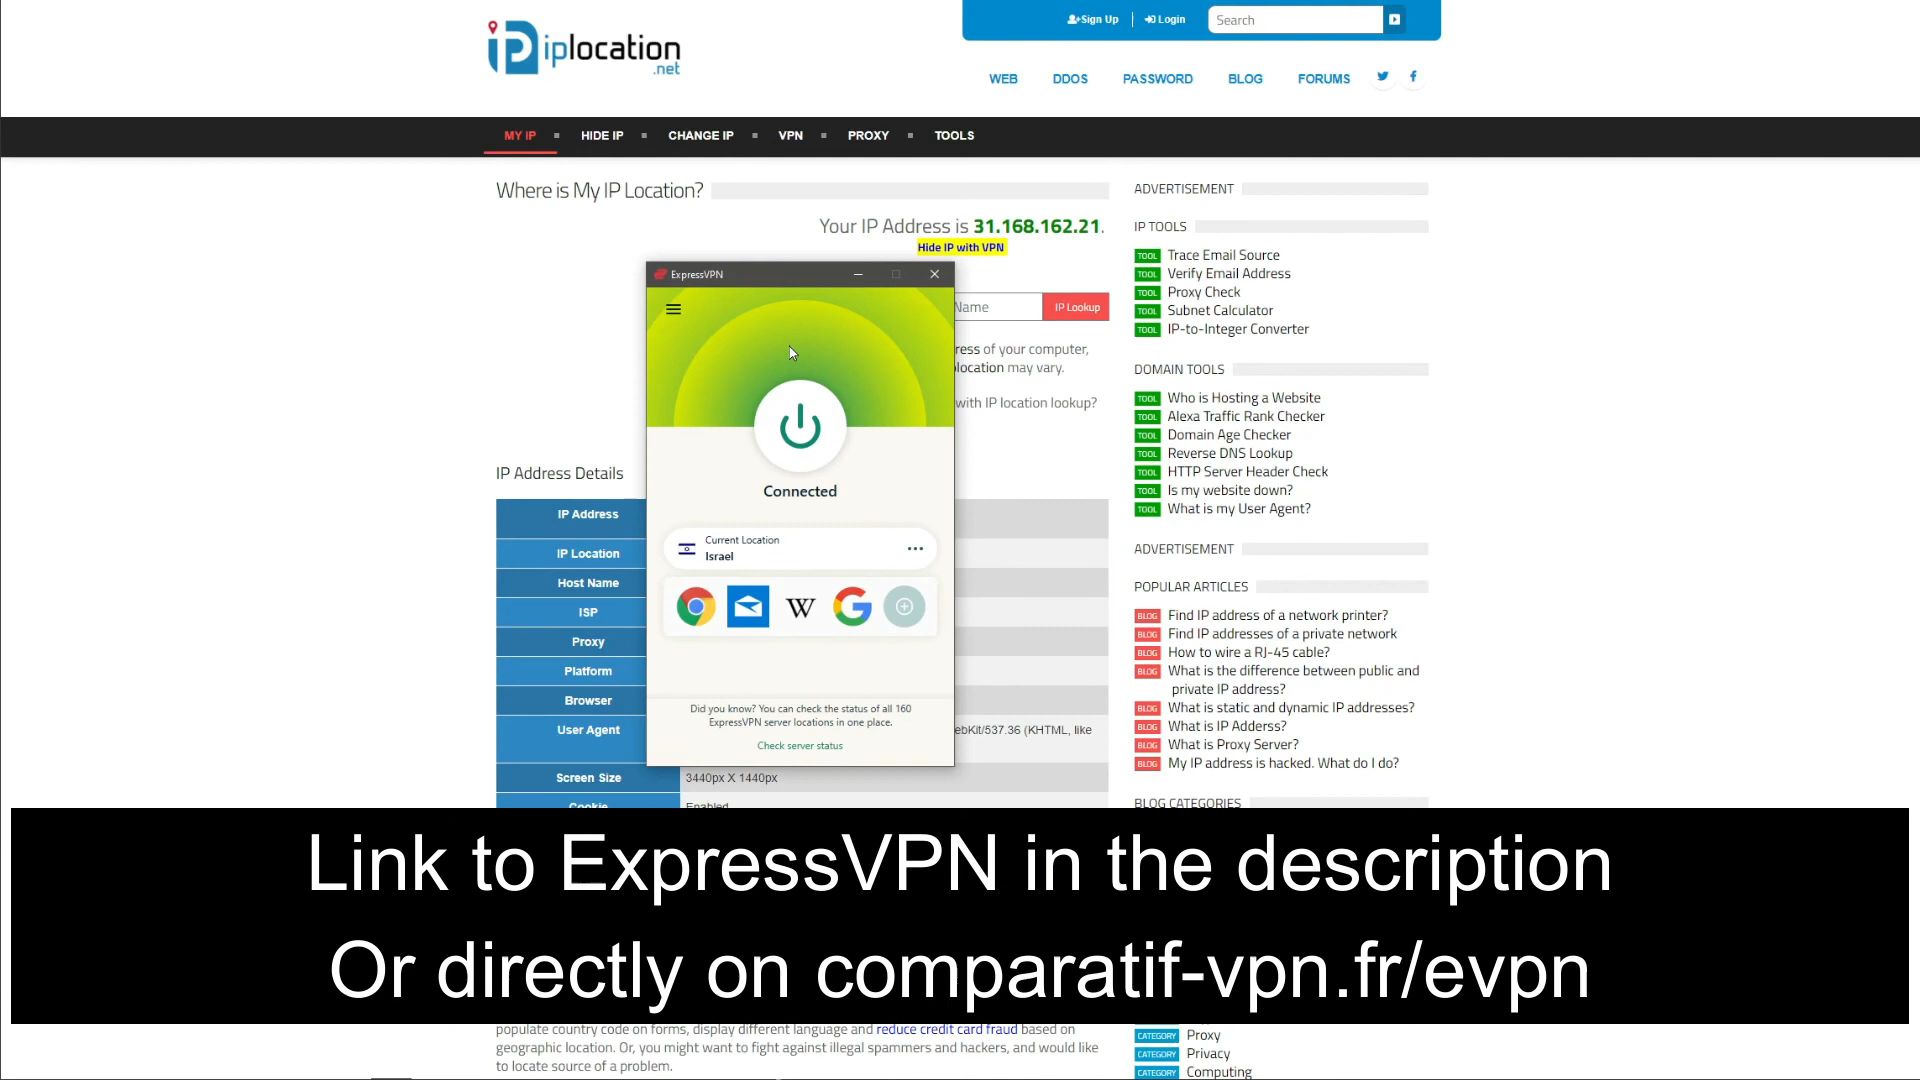 iplocation
.net
Sign Up
Login
Search
WEB
DDOS
PASSWORD
BLOG
FORUMS
MY IP
HIDE IP
CHANGE IP
VPN
PROXY
TOOLS
Where is My IP Location?
Your IP Address is 31.168.162.21.
Hide IP with VPN
Name
IP Lookup
ress of your computer,
location may vary.
with IP location lookup?
ExpressVPN
Connected
Current Location
Israel
W
Did you know? You can check the status of all 160
ExpressVPN server locations in one place.
Check server status
IP Address Details
IP Address
IP Location
Host Name
ISP
Proxy
Platform
Browser
User Agent
ebKit/537.36 (KHTML, like
Screen Size
3440px X 1440px
Cookie
Enabled
ADVERTISEMENT
IP TOOLS
TOOL Trace Email Source
TOOL Verify Email Address
TOOL Proxy Check
TOOL Subnet Calculator
TOOL IP-to-Integer Converter
DOMAIN TOOLS
TOOL Who is Hosting a Website
TOOL Alexa Traffic Rank Checker
TOOL Domain Age Checker
TOOL Reverse DNS Lookup
TOOL HTTP Server Header Check
TOOL Is my website down?
TOOL What is my User Agent?
ADVERTISEMENT
POPULAR ARTICLES
BLOG Find IP address of a network printer?
BLOG Find IP addresses of a private network
BLOG How to wire a RJ-45 cable?
BLOG What is the difference between public and
private IP address?
BLOG What is static and dynamic IP addresses?
BLOG What is IP Adderss?
BLOG What is Proxy Server?
BLOG My IP address is hacked. What do I do?
BLOG CATEGORIES
Link to ExpressVPN in the description
Or directly on comparatif-vpn.fr/evpn
populate country code on forms, display different language and reduce credit card fraud based on
geographic location. Or, you might want to fight against illegal spammers and hackers, and would like
to locate source of a problem.
CATEGORY Proxy
CATEGORY Privacy
CATEGORY Computing